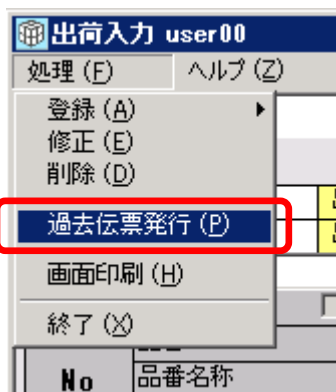 出荷入力 user00
処理 (F) ヘルプ (Z)
登録 (A)
修正 (E)
削除 (D)
過去伝票発行 (P)
画面印刷 (H)
終了 (X)
No
品番名称